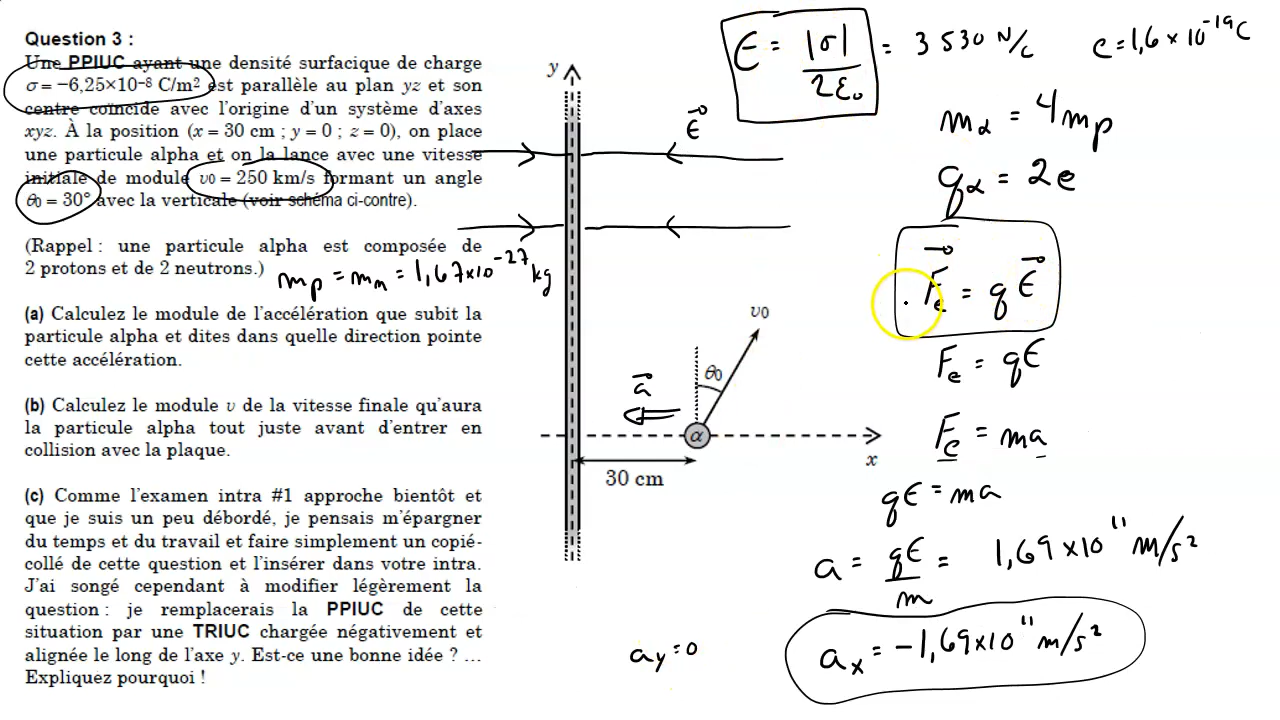 Question 3 :
Une PPIUC ayant une densité surfacique de charge
σ = −6,25×10⁻⁸ C/m² est parallèle au plan yz et son
centre coïncide avec l'origine d'un système d'axes
xyz. À la position (x = 30 cm ; y = 0 ; z = 0), on place
une particule alpha et on la lance avec une vitesse
initiale de module υ0 = 250 km/s formant un angle
θ0 = 30° avec la verticale (voir schéma ci-contre).
(Rappel : une particule alpha est composée de
2 protons et de 2 neutrons.)
mp = mn = 1,67×10⁻²⁷ kg
(a) Calculez le module de l'accélération que subit la
particule alpha et dites dans quelle direction pointe
cette accélération.
(b) Calculez le module υ de la vitesse finale qu'aura
la particule alpha tout juste avant d'entrer en
collision avec la plaque.
(c) Comme l'examen intra #1 approche bientôt et
que je suis un peu débordé, je pensais m'épargner
du temps et du travail et faire simplement un copié-
collé de cette question et l'insérer dans votre intra.
J'ai songé cependant à modifier légèrement la
question : je remplacerais la PPIUC de cette
situation par une TRIUC chargée négativement et
alignée le long de l'axe y. Est-ce une bonne idée ? …
Expliquez pourquoi !
y
E⃗
υ0
θ0
a⃗
α
x
30 cm
ay = 0
E = |σ| / 2ε₀ = 3 530 N/C
e = 1,6×10⁻¹⁹ C
mα = 4mp
qα = 2e
F⃗e = qE⃗
Fe = qE
Fe = ma
qE = ma
a = qE / m = 1,69×10¹¹ m/s²
ax = −1,69×10¹¹ m/s²